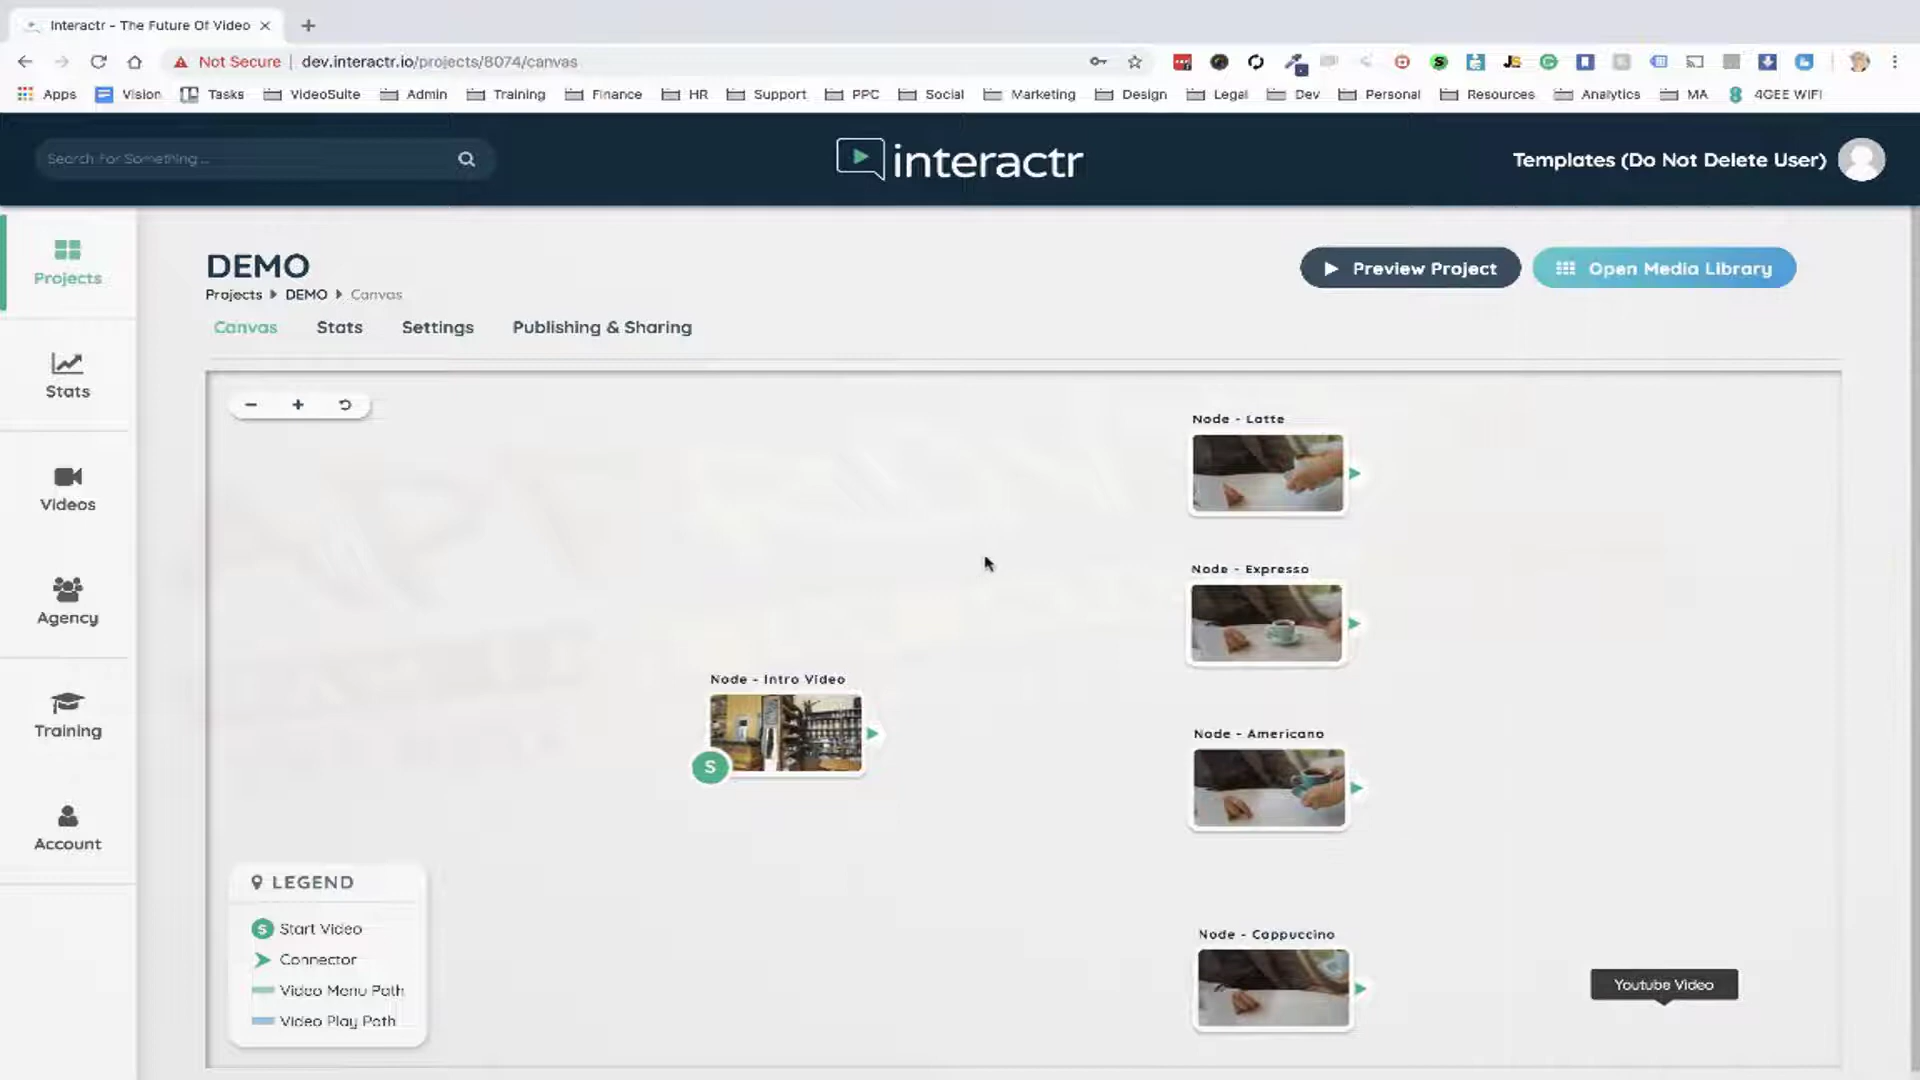 Interactr - The Future Of Video
Not Secure | dev.interactr.io/projects/8074/canvas
Apps Vision Tasks VideoSuite Admin Training Finance HR Support PPC Social Marketing Design Legal Dev Personal Resources Analytics MA 4GEE WIFI
Search For Something...
interactr
Templates (Do Not Delete User)
Projects
Stats
Videos
Agency
Training
Account
DEMO
Projects DEMO Canvas
Preview Project
Open Media Library
Canvas Stats Settings Publishing & Sharing
Node - Latte
Node - Expresso
Node - Intro Video
S
Node - Americano
Node - Cappuccino
Youtube Video
LEGEND
S Start Video
Connector
Video Menu Path
Video Play Path